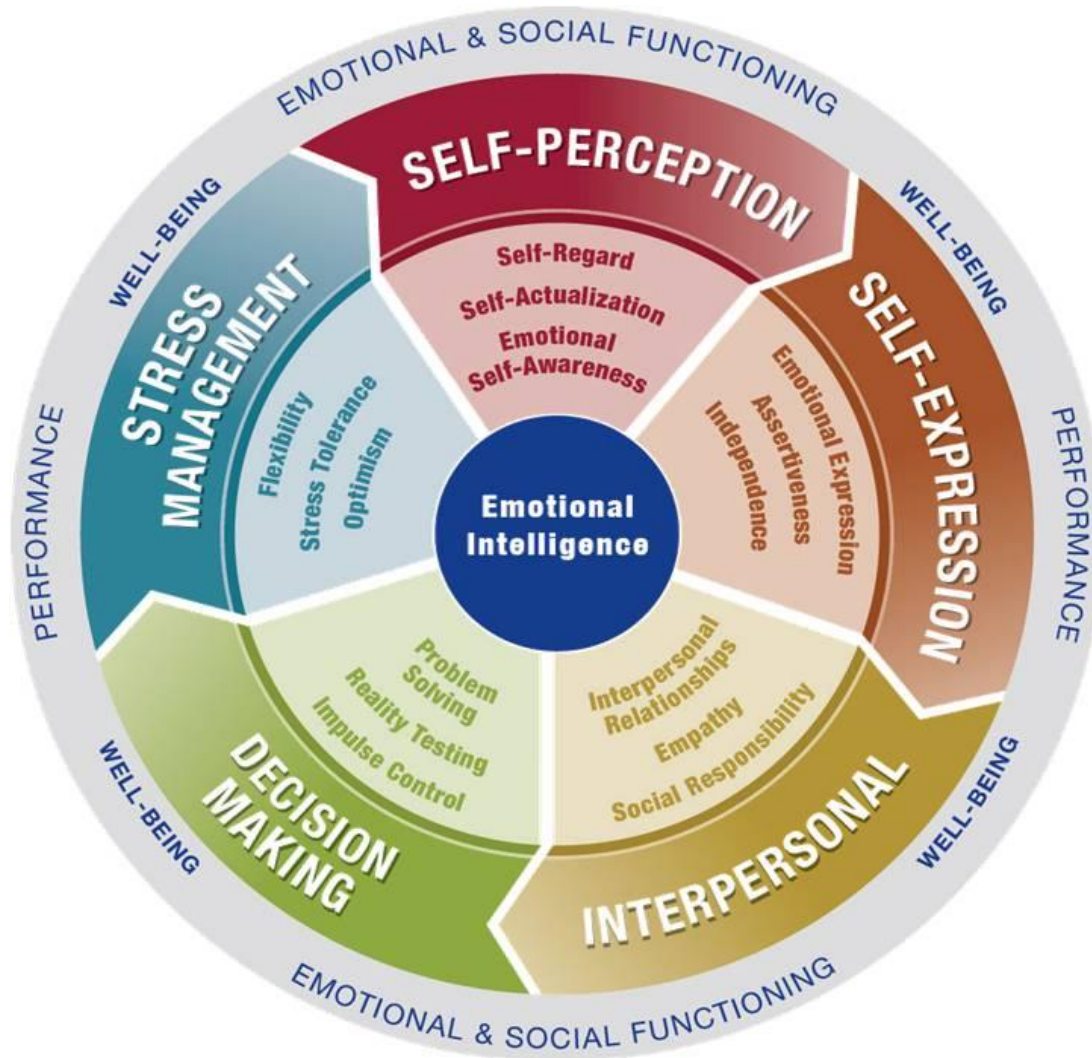 EMOTIONAL & SOCIAL FUNCTIONING
WELL-BEING
WELL-BEING
PERFORMANCE
PERFORMANCE
WELL-BEING
WELL-BEING
EMOTIONAL & SOCIAL FUNCTIONING
SELF-PERCEPTION
Self-Regard
Self-Actualization
Emotional
Self-Awareness
SELF-EXPRESSION
Emotional Expression
Assertiveness
Independence
INTERPERSONAL
Interpersonal
Relationships
Empathy
Social Responsibility
DECISION
MAKING
Problem
Solving
Reality Testing
Impulse Control
STRESS
MANAGEMENT
Flexibility
Stress Tolerance
Optimism
Emotional
Intelligence